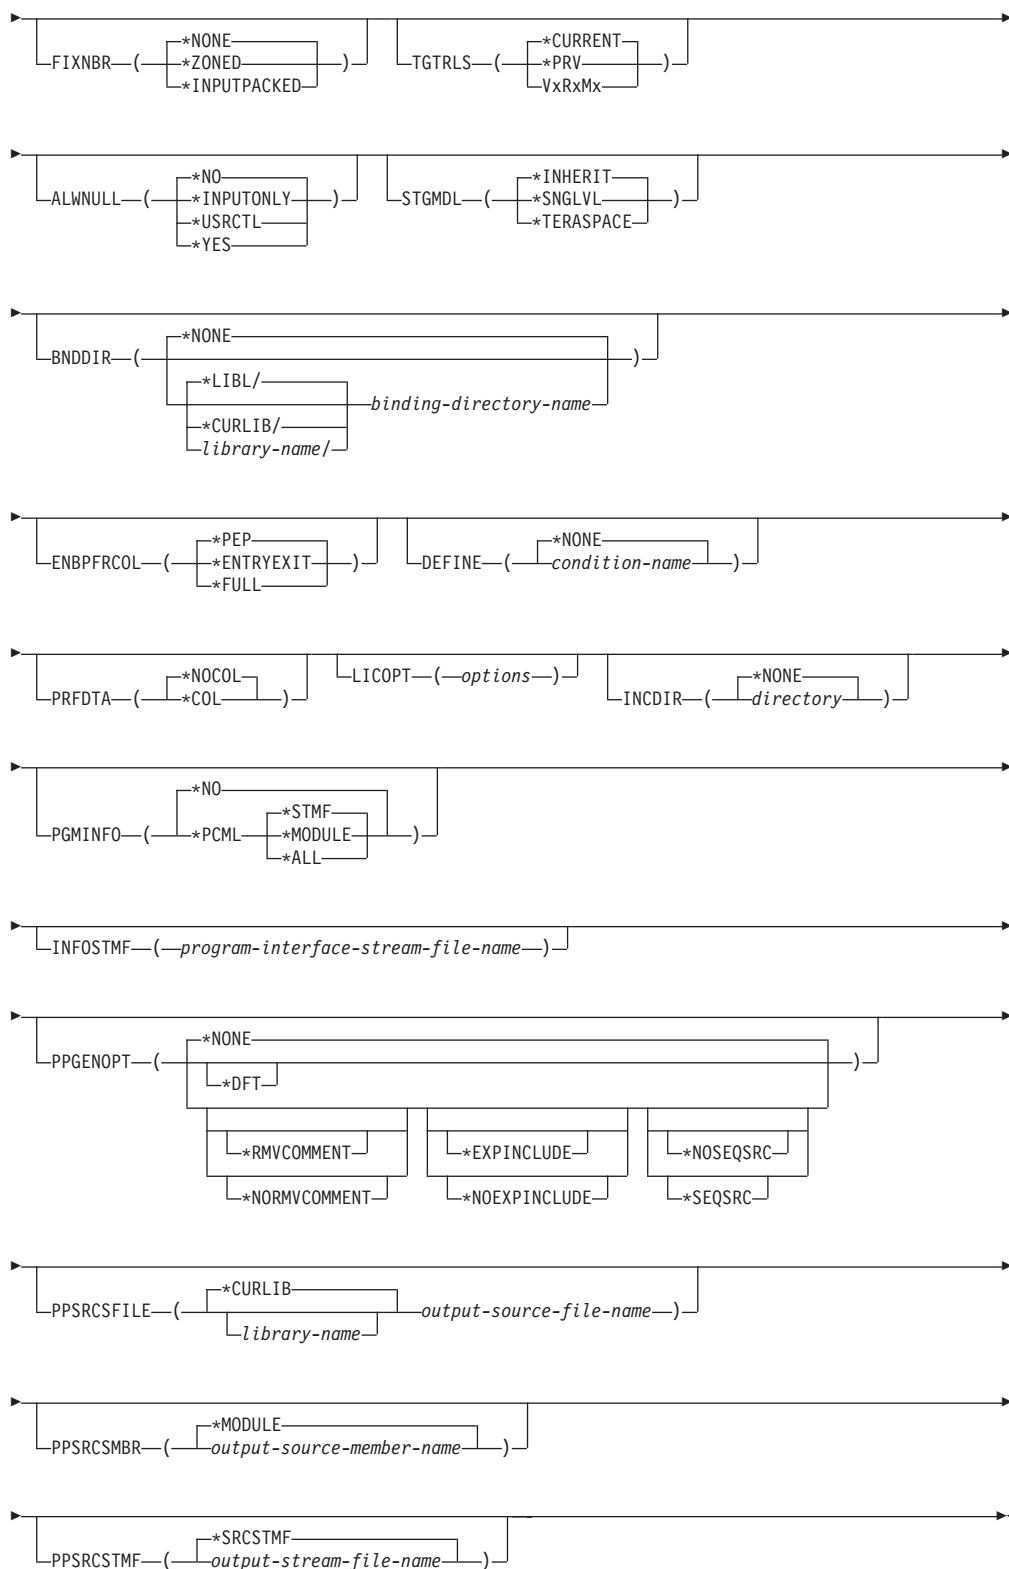 *NONE *CURRENT
FIXNBR ( *ZONED ) TGTRLS ( *PRV )
*INPUTPACKED VxRxMx
*NO *INHERIT
ALWNULL ( *INPUTONLY ) STGMDL ( *SNGLVL )
*USRCTL *TERASPACE
*YES
*NONE
BNDDIR ( )
*LIBL/
binding-directory-name
*CURLIB/
library-name/
*PEP *NONE
ENBPFRCOL ( *ENTRYEXIT ) DEFINE ( condition-name )
*FULL
*NOCOL LICOPT ( options ) *NONE
PRFDTA ( *COL ) INCDIR ( directory )
*NO
*STMF
PGMINFO ( *PCML *MODULE )
*ALL
INFOSTMF ( program-interface-stream-file-name )
*NONE
PPGENOPT ( )
*DFT
*RMVCOMMENT *EXPINCLUDE *NOSEQSRC
*NORMVCOMMENT *NOEXPINCLUDE *SEQSRC
*CURLIB
PPSRCSFILE ( output-source-file-name )
library-name
*MODULE
PPSRCSMBR ( output-source-member-name )
*SRCSTMF
PPSRCSTMF ( output-stream-file-name )